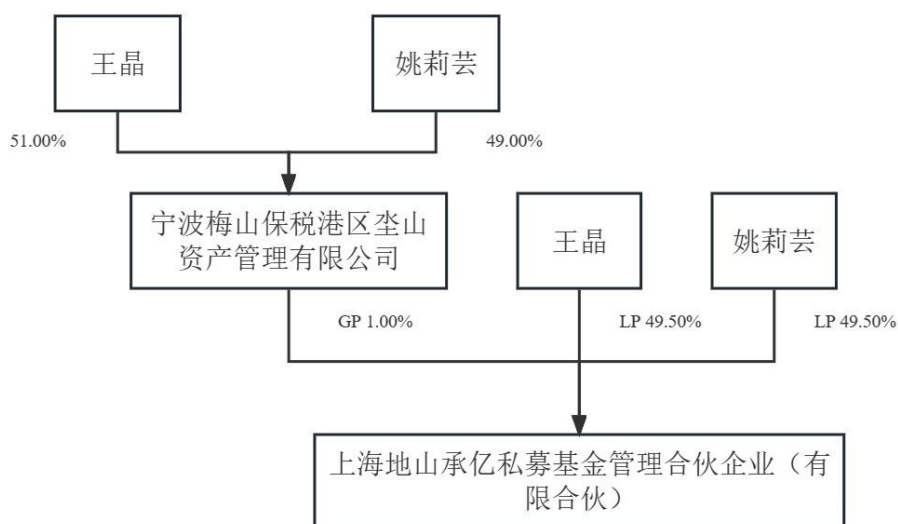 王晶
姚莉芸
51.00%
49.00%
宁波梅山保税港区坔山
资产管理有限公司
王晶
姚莉芸
GP 1.00%
LP 49.50%
LP 49.50%
上海地山承亿私募基金管理合伙企业（有
限合伙）